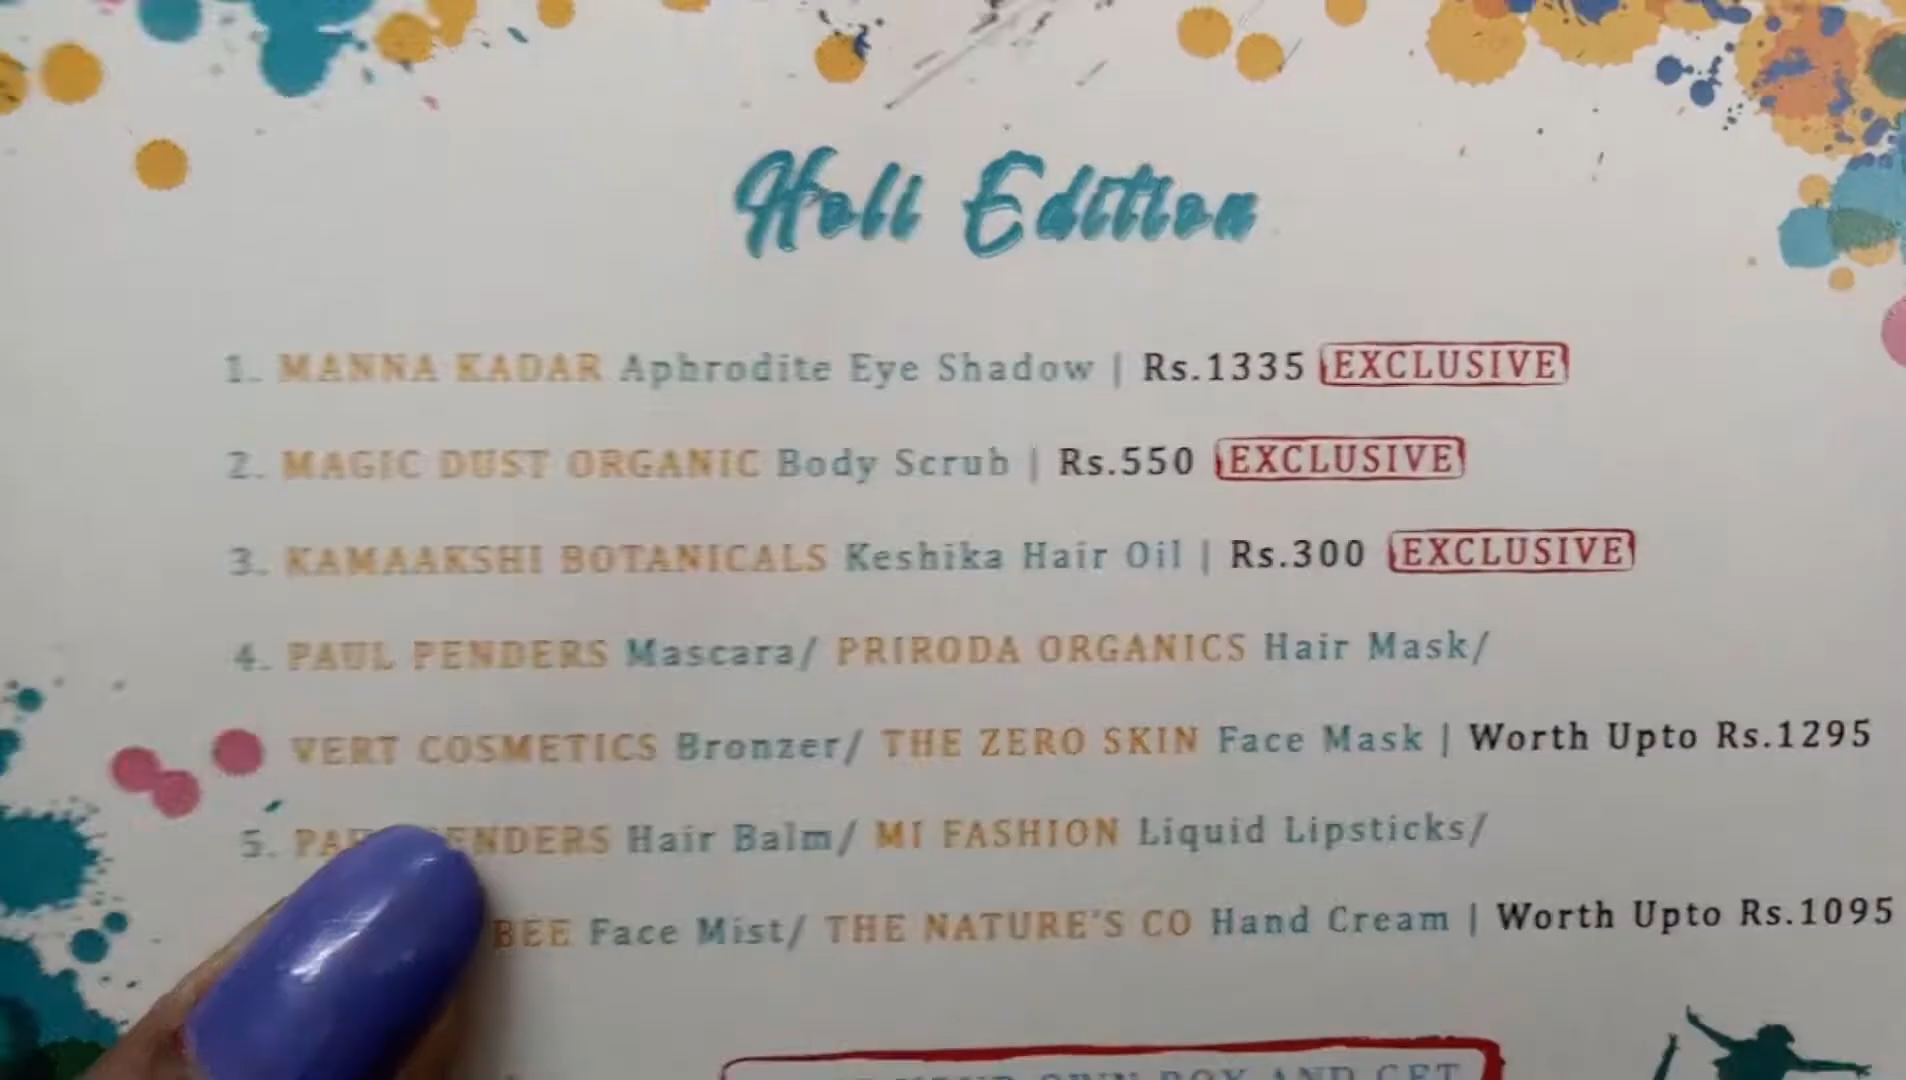 Holi Edition
1. MANNA KADAR Aphrodite Eye Shadow | Rs.1335 EXCLUSIVE
2. MAGIC DUST ORGANIC Body Scrub | Rs.550 EXCLUSIVE
3. KAMAAKSHI BOTANICALS Keshika Hair Oil | Rs.300 EXCLUSIVE
4. PAUL PENDERS Mascara/ PRIRODA ORGANICS Hair Mask/
VERT COSMETICS Bronzer/ THE ZERO SKIN Face Mask | Worth Upto Rs.1295
5. Hair Balm/ MI FASHION Liquid Lipsticks/
BEE Face Mist/ THE NATURE'S CO Hand Cream | Worth Upto Rs.1095
BOX AND GET